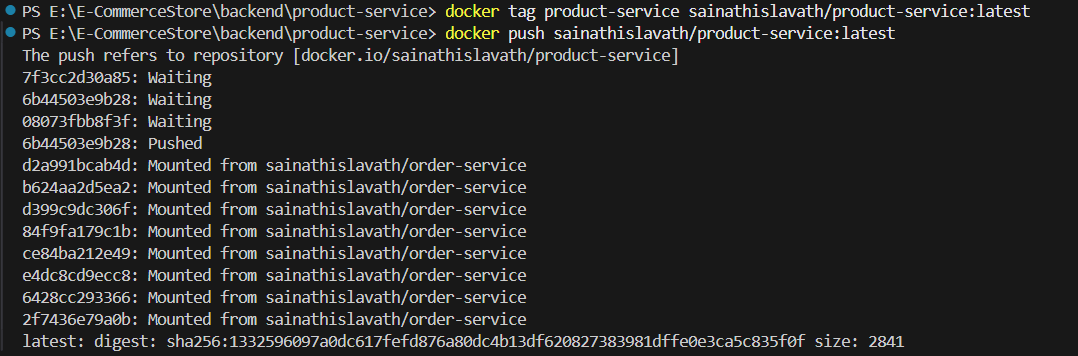 PS E:\E-CommerceStore\backend\product-service> docker tag product-service sainathislavath/product-service:latest
PS E:\E-CommerceStore\backend\product-service> docker push sainathislavath/product-service:latest
The push refers to repository [docker.io/sainathislavath/product-service]
7f3cc2d30a85: Waiting
6b44503e9b28: Waiting
08073fbb8f3f: Waiting
6b44503e9b28: Pushed
d2a991bcab4d: Mounted from sainathislavath/order-service
b624aa2d5ea2: Mounted from sainathislavath/order-service
d399c9dc306f: Mounted from sainathislavath/order-service
84f9fa179c1b: Mounted from sainathislavath/order-service
ce84ba212e49: Mounted from sainathislavath/order-service
e4dc8cd9ecc8: Mounted from sainathislavath/order-service
6428cc293366: Mounted from sainathislavath/order-service
2f7436e79a0b: Mounted from sainathislavath/order-service
latest: digest: sha256:1332596097a0dc617fefd876a80dc4b13df620827383981dffe0e3ca5c835f0f size: 2841